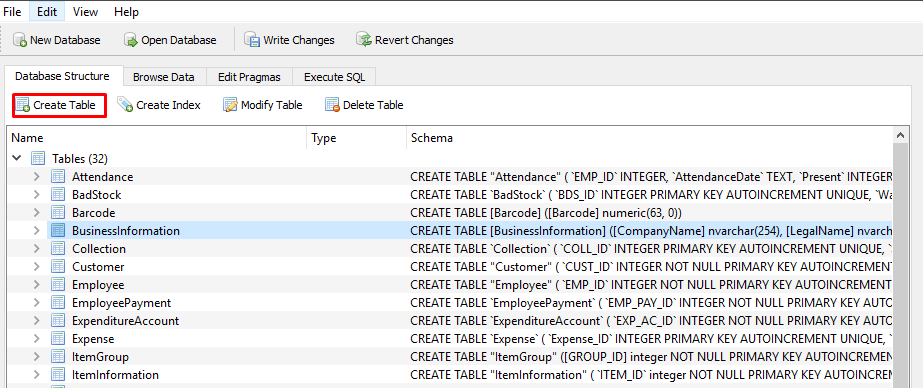 File Edit View Help
New Database Open Database Write Changes Revert Changes
Database Structure Browse Data Edit Pragmas Execute SQL
Create Table Create Index Modify Table Delete Table
Name Type Schema
Tables (32)
Attendance CREATE TABLE "Attendance" ( `EMP_ID` INTEGER, `AttendanceDate` TEXT, `Present` INTEGER
BadStock CREATE TABLE `BadStock` ( `BDS_ID` INTEGER PRIMARY KEY AUTOINCREMENT UNIQUE, `Wa
Barcode CREATE TABLE [Barcode] ([Barcode] numeric(63, 0))
BusinessInformation CREATE TABLE [BusinessInformation] ([CompanyName] nvarchar(254), [LegalName] nvarch
Collection CREATE TABLE `Collection` ( `COLL_ID` INTEGER PRIMARY KEY AUTOINCREMENT UNIQUE, `
Customer CREATE TABLE "Customer" ( `CUST_ID` INTEGER NOT NULL PRIMARY KEY AUTOINCREMENT
Employee CREATE TABLE "Employee" ( `EMP_ID` INTEGER NOT NULL PRIMARY KEY AUTOINCREMENT
EmployeePayment CREATE TABLE `EmployeePayment` ( `EMP_PAY_ID` INTEGER NOT NULL PRIMARY KEY AUTO
ExpenditureAccount CREATE TABLE `ExpenditureAccount` ( `EXP_AC_ID` INTEGER NOT NULL PRIMARY KEY AUTO
Expense CREATE TABLE `Expense` ( `Expense_ID` INTEGER PRIMARY KEY AUTOINCREMENT UNIQUE, `
ItemGroup CREATE TABLE "ItemGroup" ([GROUP_ID] integer NOT NULL PRIMARY KEY AUTOINCREMENT
ItemInformation CREATE TABLE "ItemInformation" ( `ITEM_ID` integer NOT NULL PRIMARY KEY AUTOINCREM